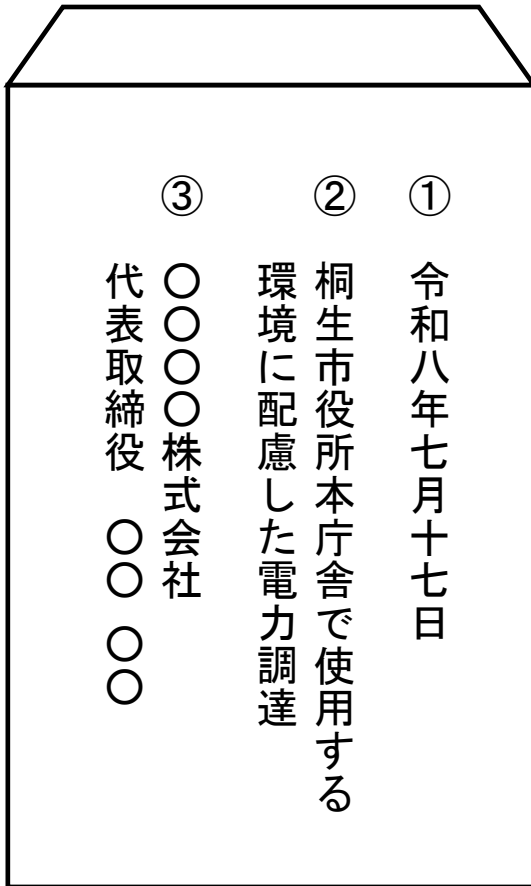 ① 令和八年七月十七日
② 桐生市役所本庁舎で使用する
環境に配慮した電力調達
③ 〇〇〇〇株式会社
代表取締役 〇〇 〇〇